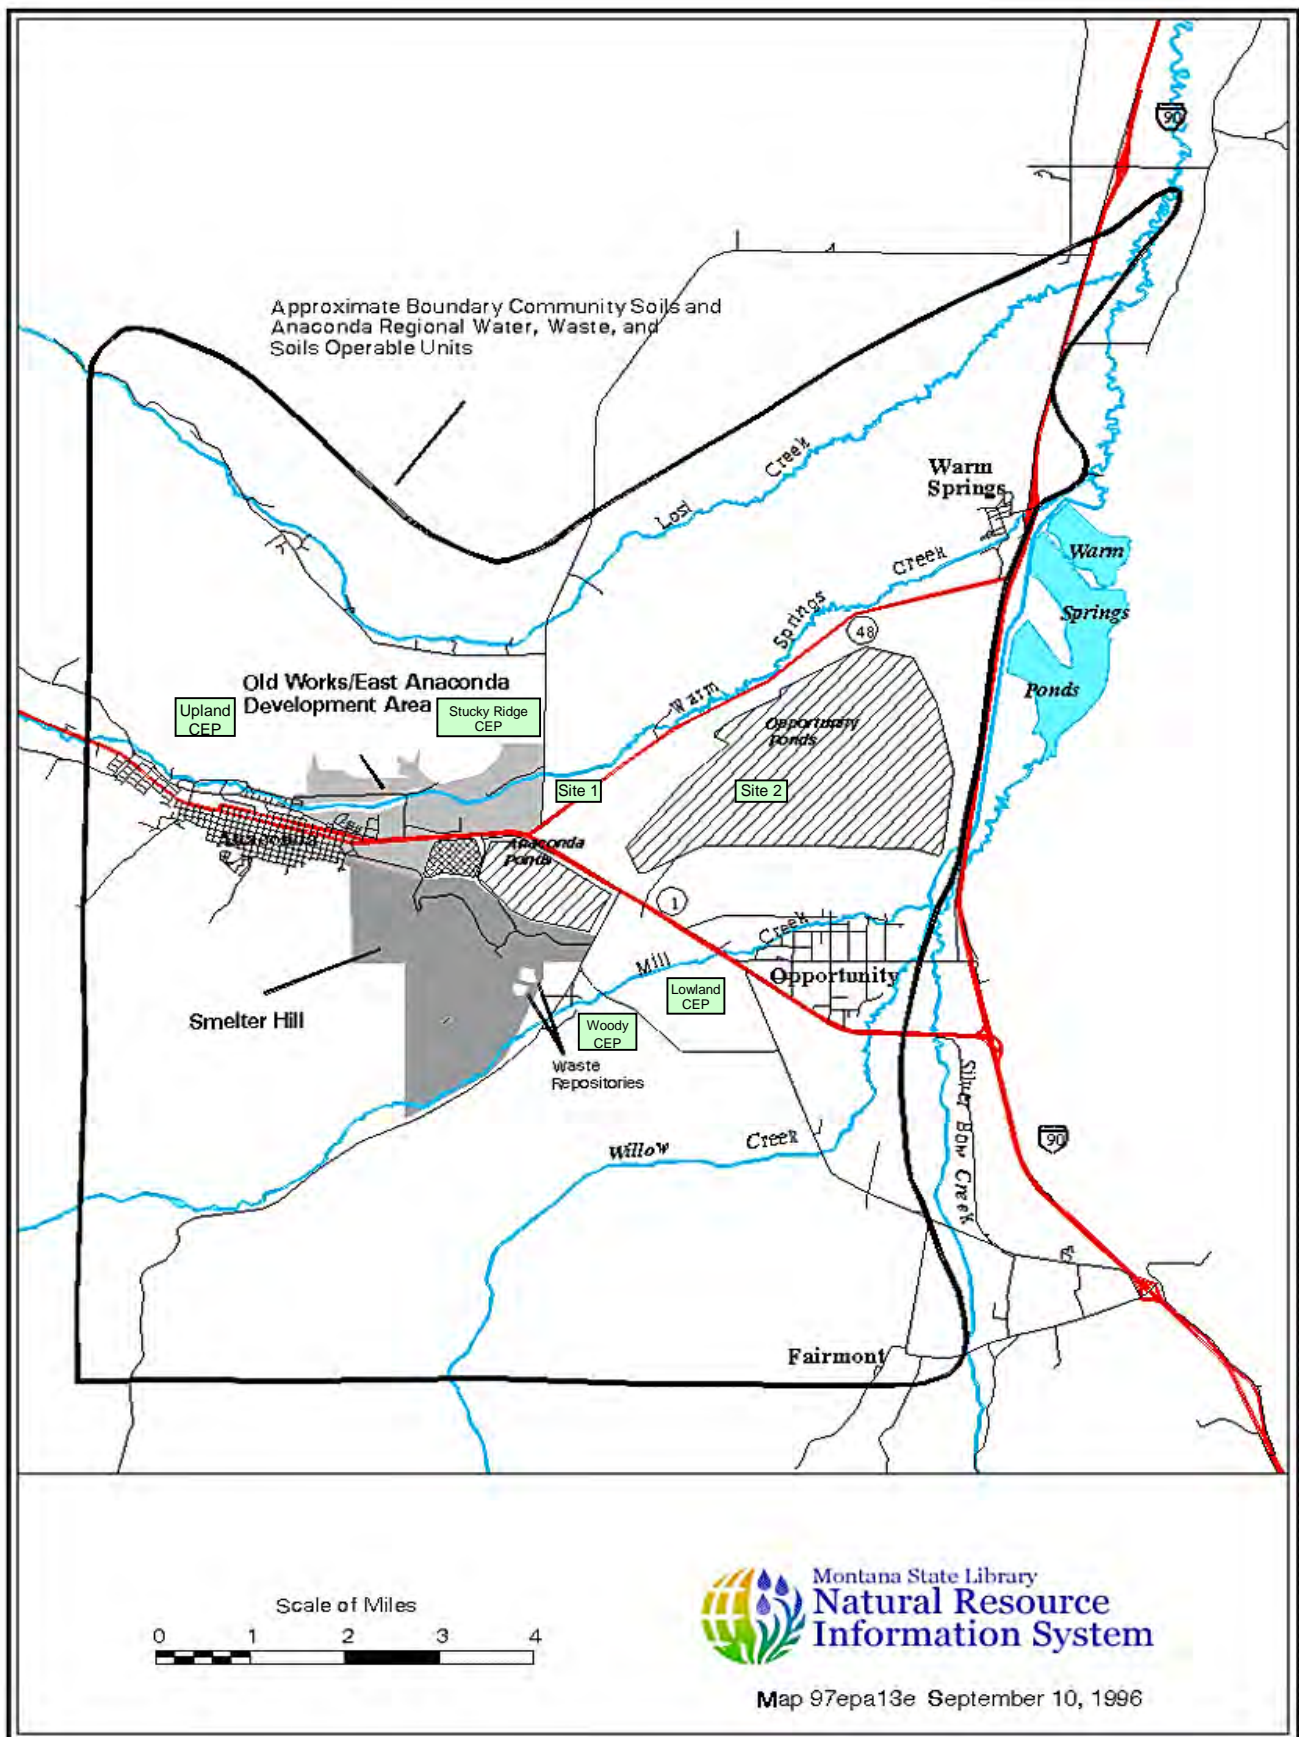 90
Approximate Boundary Community Soils and
Anaconda Regional Water, Waste, and
Soils Operable Units
Lost Creek
Warm
Springs
Warm Springs Creek
Warm
Springs
Ponds
48
Old Works/East Anaconda
Development Area
Upland
CEP
Stucky Ridge
CEP
Opportunity
Ponds
Site 1
Site 2
Anaconda
Anaconda
Ponds
1
Mill Creek
Opportunity
Lowland
CEP
Smelter Hill
Woody
CEP
Waste
Repositories
Willow Creek
Silver Bow Creek
90
Fairmont
Scale of Miles
0 1 2 3 4
Montana State Library
Natural Resource
Information System
Map 97epa13e September 10, 1996